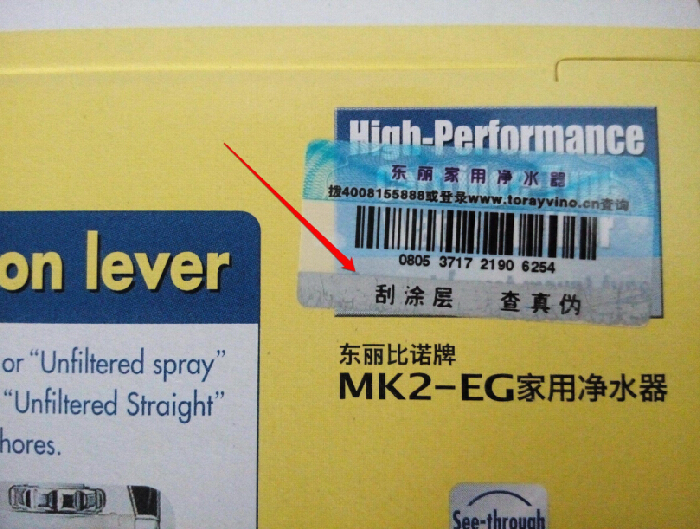 High-Performance
东丽家用净水器
拨4008155888或登录www.torayvino.cn查询
0805 3717 2190 6254
刮涂层 查真伪
on lever
or “Unfiltered spray”
“Unfiltered Straight”
hores.
东丽比诺牌
MK2-EG家用净水器
See-through